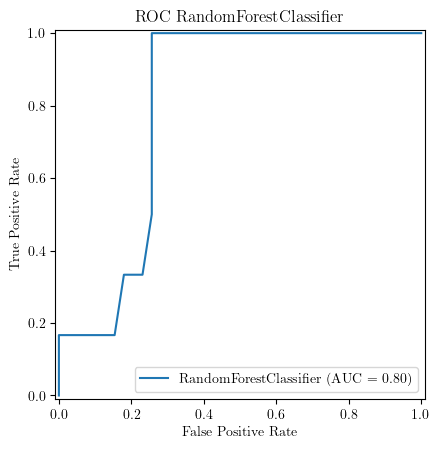 ROC RandomForestClassifier
1.0
0.8
0.6
0.4
0.2
0.0
True Positive Rate
RandomForestClassifier (AUC = 0.80)
0.0 0.2 0.4 0.6 0.8 1.0
False Positive Rate